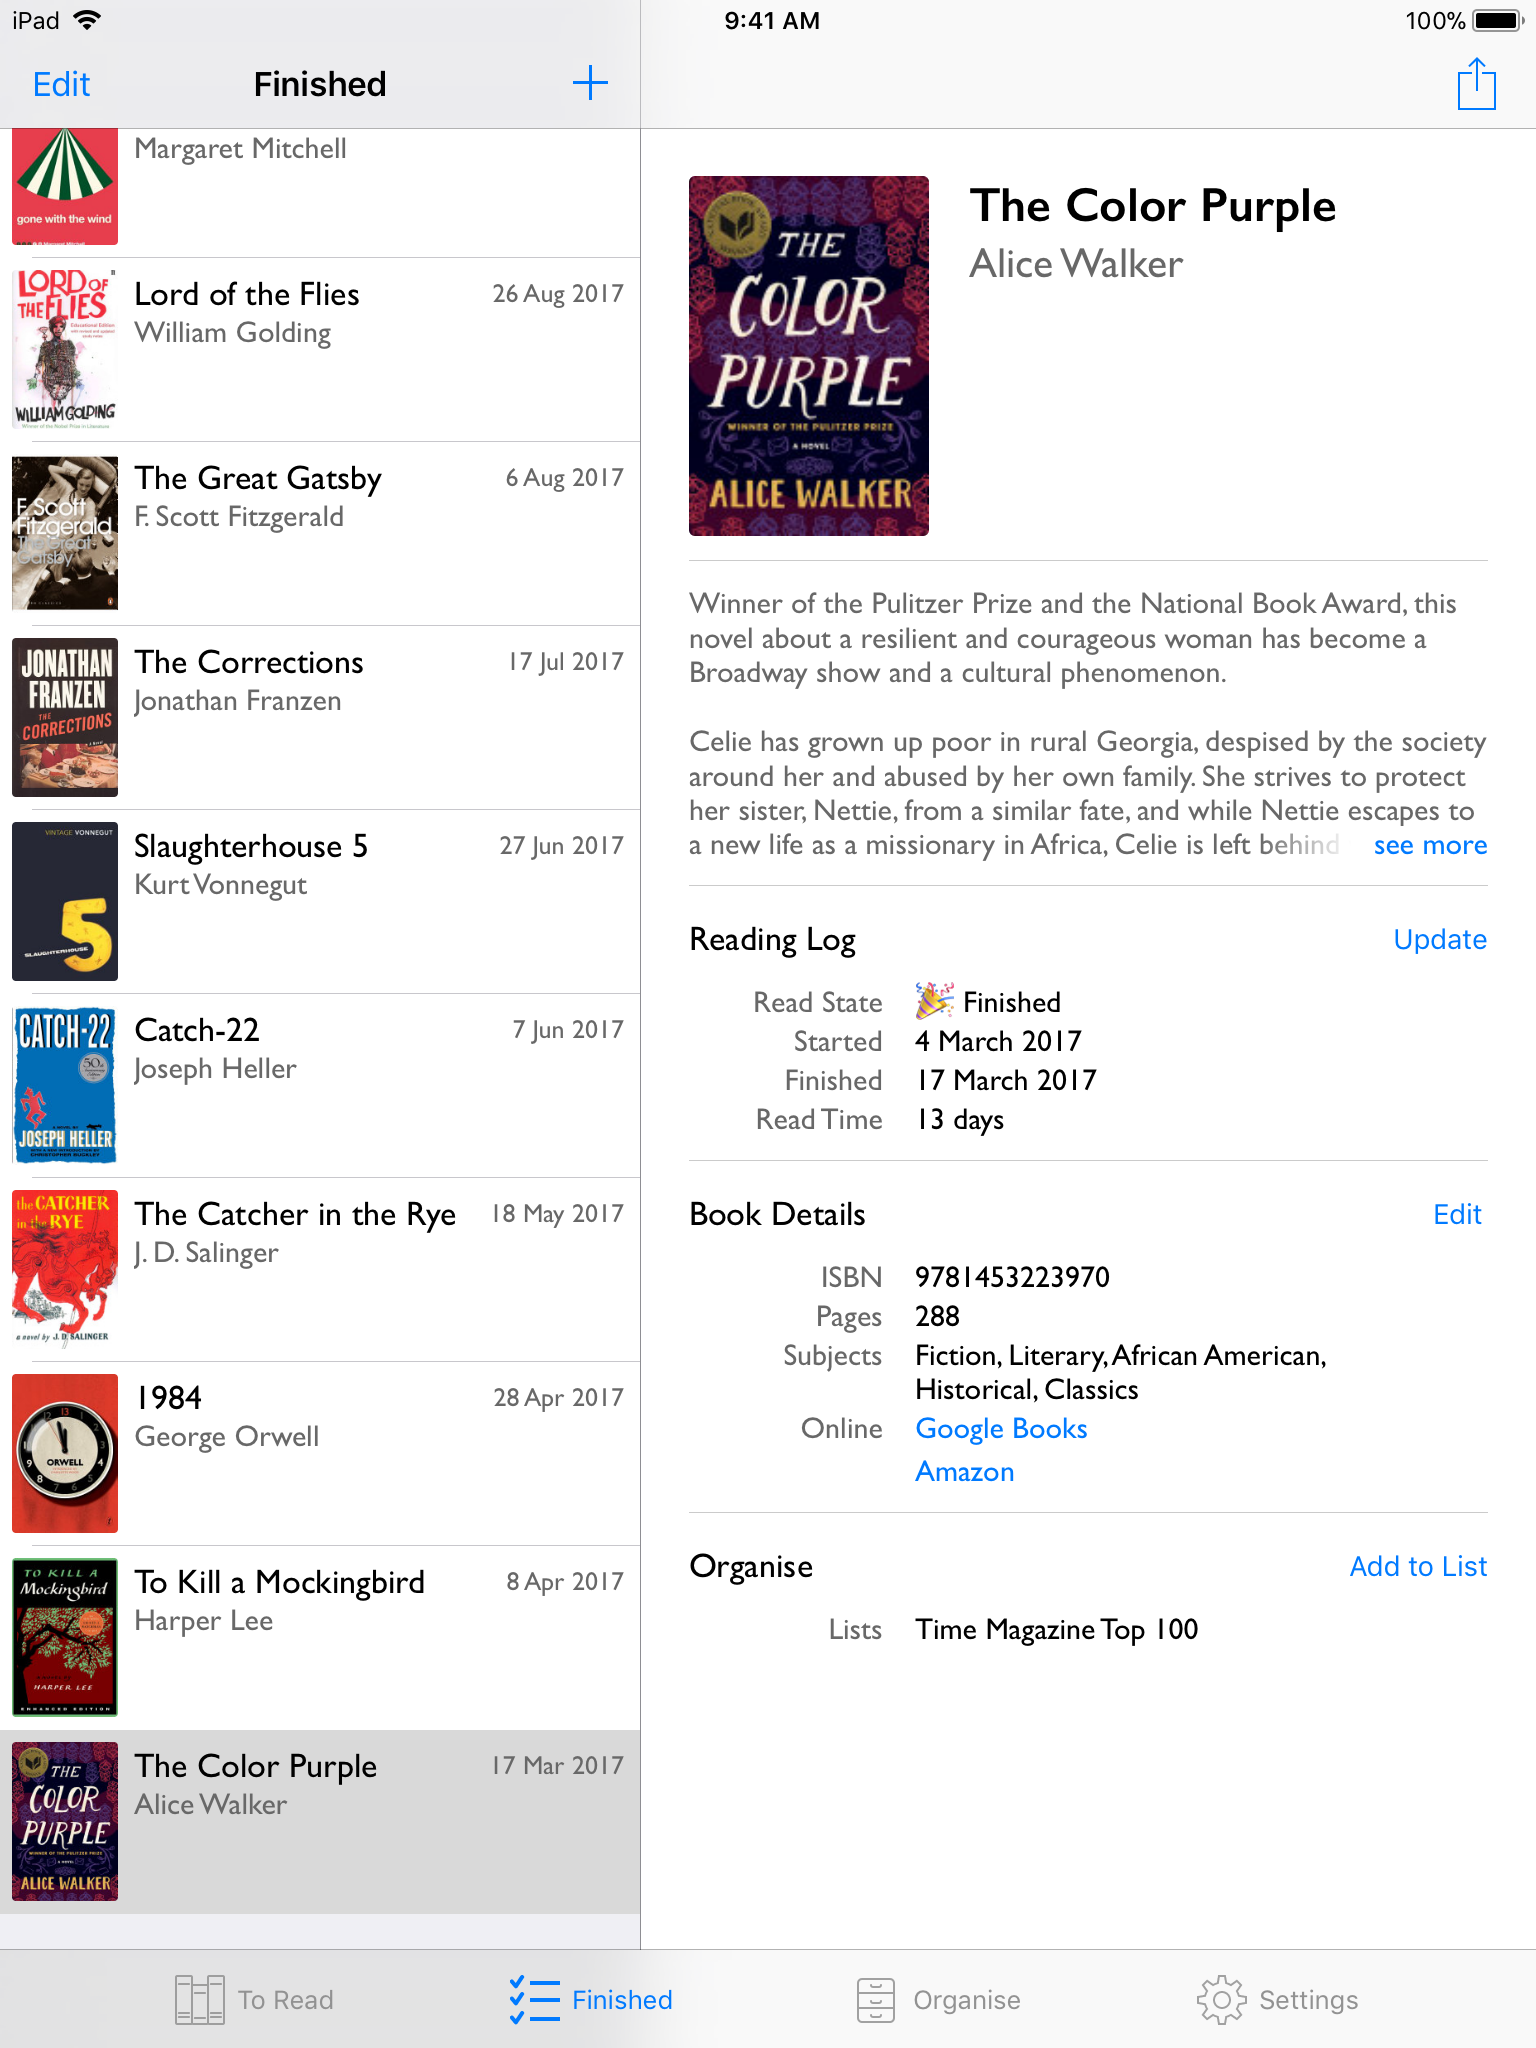 iPad
9:41 AM
100%
Edit
Finished
Margaret Mitchell
gone with the wind
LORD OF
THE FLIES
WILLIAM GOLDING
Lord of the Flies
26 Aug 2017
William Golding
F. Scott
Fitzgerald
The Great
Gatsby
The Great Gatsby
6 Aug 2017
F. Scott Fitzgerald
JONATHAN
FRANZEN
THE
CORRECTIONS
The Corrections
17 Jul 2017
Jonathan Franzen
VINTAGE VONNEGUT
SLAUGHTERHOUSE
5
Slaughterhouse 5
27 Jun 2017
Kurt Vonnegut
CATCH-22
JOSEPH HELLER
Catch-22
7 Jun 2017
Joseph Heller
the CATCHER
in the RYE
a novel by J. D. SALINGER
The Catcher in the Rye
18 May 2017
J. D. Salinger
ORWELL
1984
28 Apr 2017
George Orwell
TO KILL A
Mockingbird
HARPER LEE
ENHANCED EDITION
To Kill a Mockingbird
8 Apr 2017
Harper Lee
THE
COLOR
PURPLE
ALICE WALKER
The Color Purple
17 Mar 2017
Alice Walker
THE
COLOR
PURPLE
WINNER OF THE PULITZER PRIZE
A NOVEL
ALICE WALKER
The Color Purple
Alice Walker
Winner of the Pulitzer Prize and the National Book Award, this
novel about a resilient and courageous woman has become a
Broadway show and a cultural phenomenon.
Celie has grown up poor in rural Georgia, despised by the society
around her and abused by her own family. She strives to protect
her sister, Nettie, from a similar fate, and while Nettie escapes to
a new life as a missionary in Africa, Celie is left behind see more
Reading Log
Update
Read State Finished
Started 4 March 2017
Finished 17 March 2017
Read Time 13 days
Book Details
Edit
ISBN 9781453223970
Pages 288
Subjects Fiction, Literary, African American,
Historical, Classics
Online Google Books
Amazon
Organise
Add to List
Lists Time Magazine Top 100
To Read
Finished
Organise
Settings